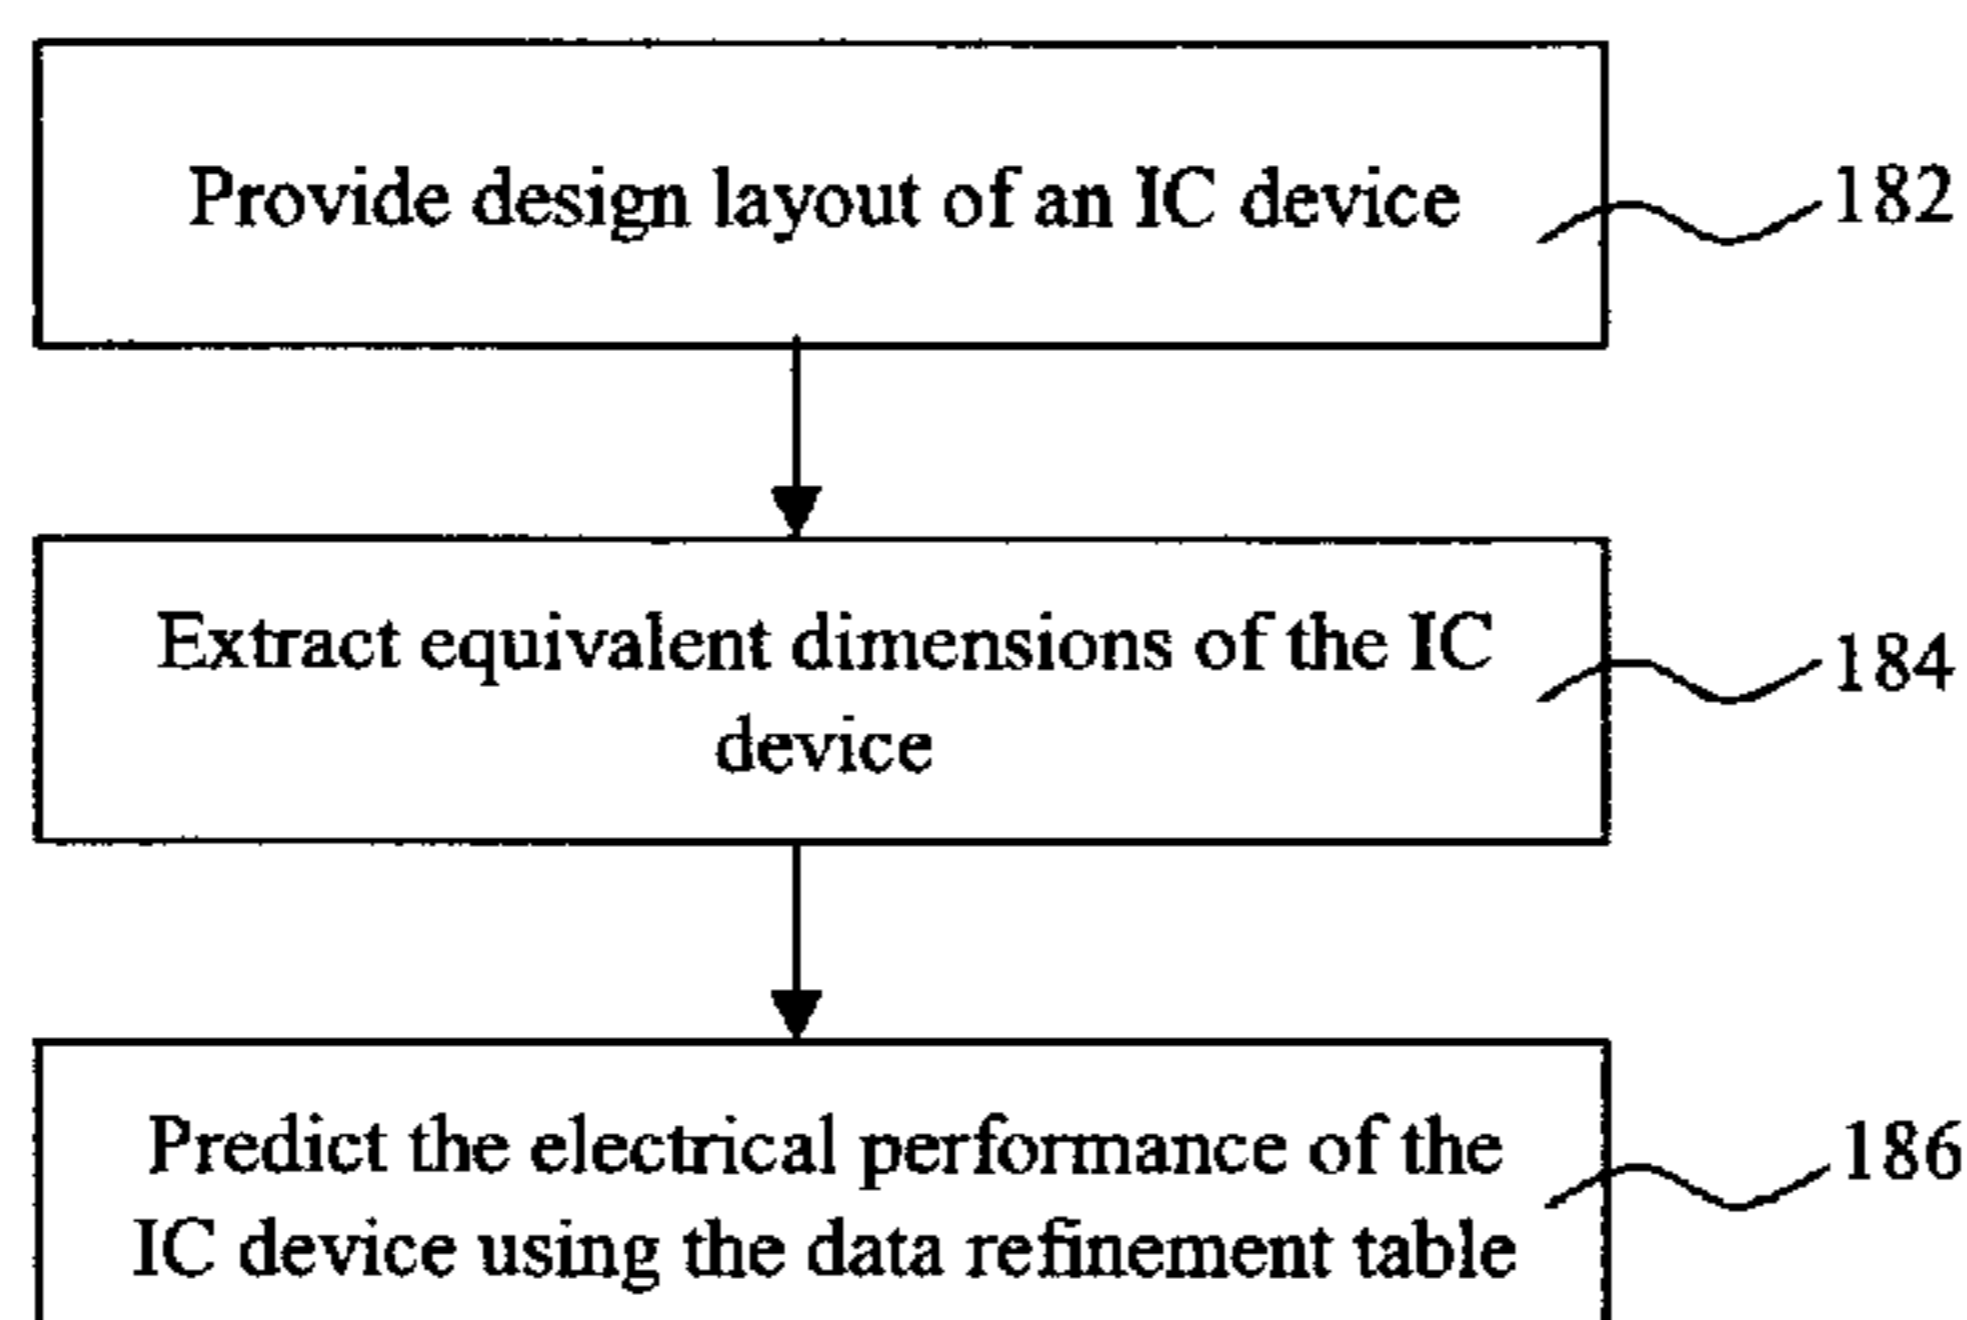 Provide design layout of an IC device
182
Extract equivalent dimensions of the IC
device
184
Predict the electrical performance of the
IC device using the data refinement table
186